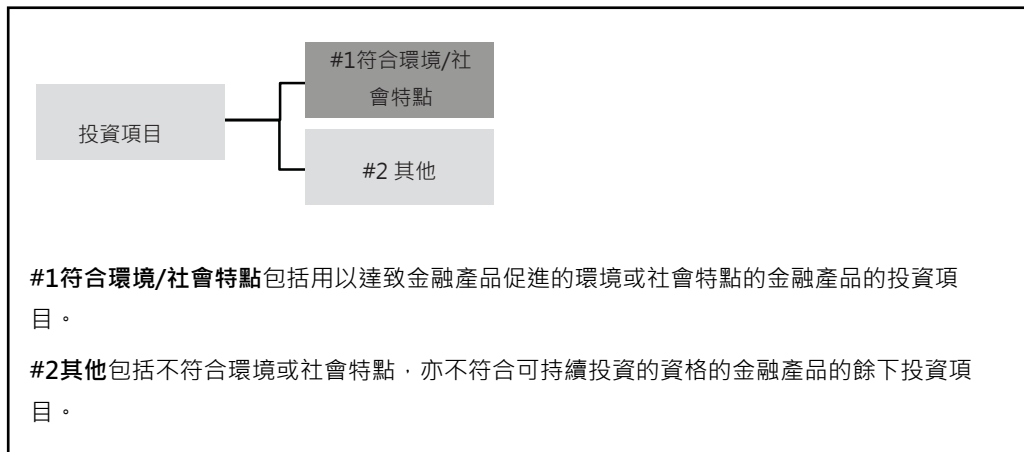 #1符合環境/社
會特點
投資項目
#2 其他
#1符合環境/社會特點包括用以達致金融產品促進的環境或社會特點的金融產品的投資項
目。
#2其他包括不符合環境或社會特點，亦不符合可持續投資的資格的金融產品的餘下投資項
目。